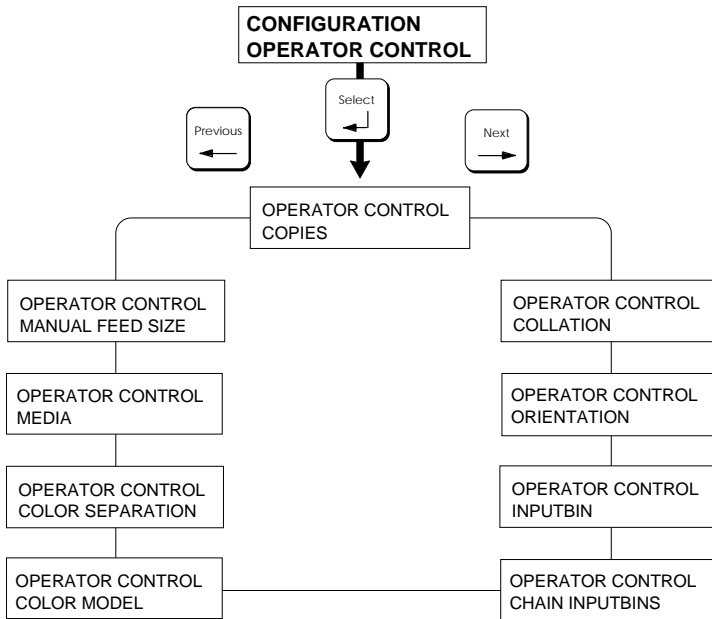 CONFIGURATION
OPERATOR CONTROL
Select
Previous
Next
OPERATOR CONTROL
COPIES
OPERATOR CONTROL
MANUAL FEED SIZE
OPERATOR CONTROL
COLLATION
OPERATOR CONTROL
MEDIA
OPERATOR CONTROL
ORIENTATION
OPERATOR CONTROL
COLOR SEPARATION
OPERATOR CONTROL
INPUTBIN
OPERATOR CONTROL
COLOR MODEL
OPERATOR CONTROL
CHAIN INPUTBINS